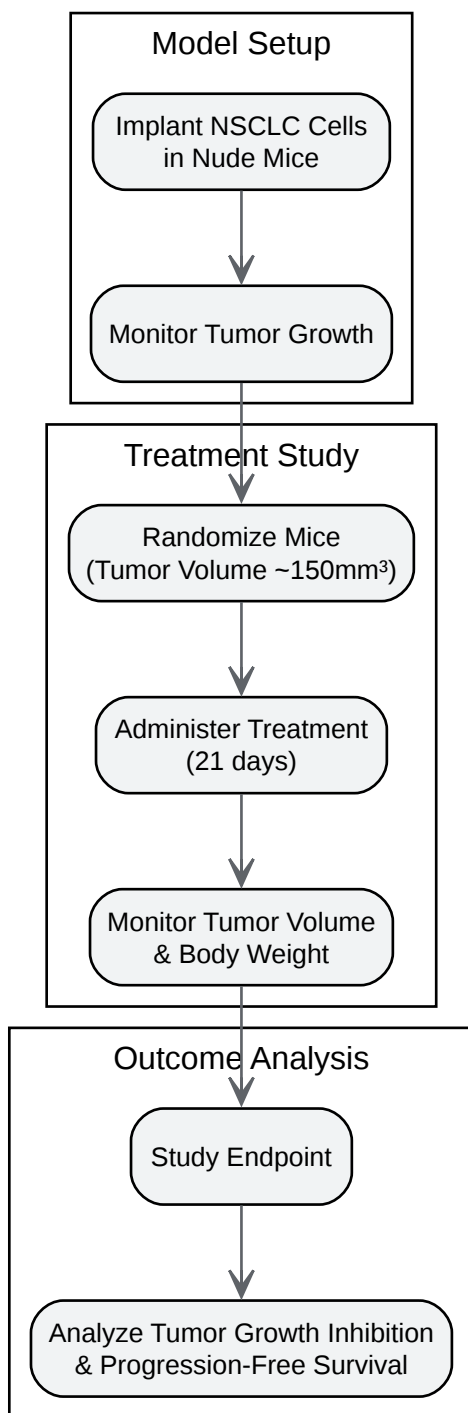 Model Setup
Implant NSCLC Cells
in Nude Mice
Monitor Tumor Growth
Treatment Study
Randomize Mice
(Tumor Volume ~150mm³)
Administer Treatment
(21 days)
Monitor Tumor Volume
& Body Weight
Outcome Analysis
Study Endpoint
Analyze Tumor Growth Inhibition
& Progression-Free Survival